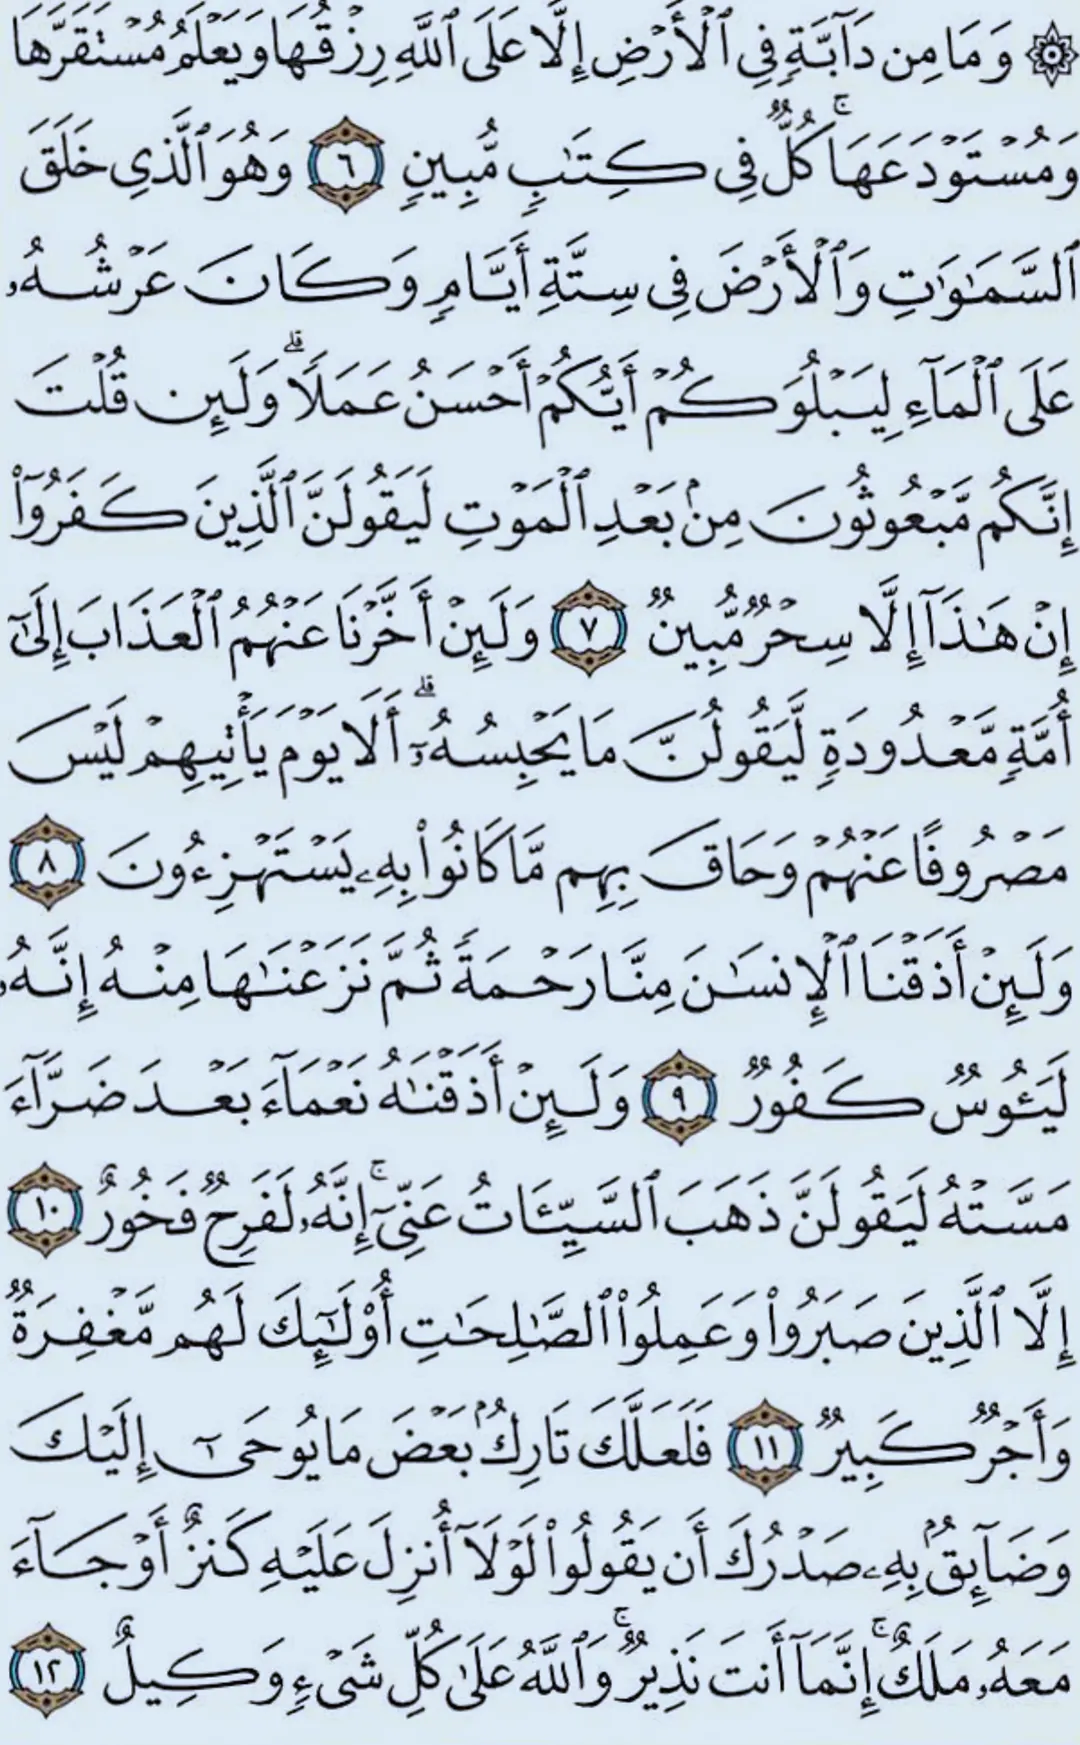 ۞ وَمَا مِن دَآبَّةٍ فِي ٱلۡأَرۡضِ إِلَّا عَلَى ٱللَّهِ رِزۡقُهَا وَيَعۡلَمُ مُسۡتَقَرَّهَا
وَمُسۡتَوۡدَعَهَاۚ كُلّٞ فِي كِتَٰبٖ مُّبِينٖ ٦ وَهُوَ ٱلَّذِي خَلَقَ
ٱلسَّمَٰوَٰتِ وَٱلۡأَرۡضَ فِي سِتَّةِ أَيَّامٖ وَكَانَ عَرۡشُهُۥ
عَلَى ٱلۡمَآءِ لِيَبۡلُوَكُمۡ أَيُّكُمۡ أَحۡسَنُ عَمَلٗاۗ وَلَئِن قُلۡتَ
إِنَّكُم مَّبۡعُوثُونَ مِنۢ بَعۡدِ ٱلۡمَوۡتِ لَيَقُولَنَّ ٱلَّذِينَ كَفَرُوٓاْ
إِنۡ هَٰذَآ إِلَّا سِحۡرٞ مُّبِينٞ ٧ وَلَئِنۡ أَخَّرۡنَا عَنۡهُمُ ٱلۡعَذَابَ إِلَىٰٓ
أُمَّةٖ مَّعۡدُودَةٖ لَّيَقُولُنَّ مَا يَحۡبِسُهُۥٓۗ أَلَا يَوۡمَ يَأۡتِيهِمۡ لَيۡسَ
مَصۡرُوفًا عَنۡهُمۡ وَحَاقَ بِهِم مَّا كَانُواْ بِهِۦ يَسۡتَهۡزِءُونَ ٨
وَلَئِنۡ أَذَقۡنَا ٱلۡإِنسَٰنَ مِنَّا رَحۡمَةٗ ثُمَّ نَزَعۡنَٰهَا مِنۡهُ إِنَّهُۥ
لَيَـُٔوسٞ كَفُورٞ ٩ وَلَئِنۡ أَذَقۡنَٰهُ نَعۡمَآءَ بَعۡدَ ضَرَّآءَ
مَسَّتۡهُ لَيَقُولَنَّ ذَهَبَ ٱلسَّيِّـَٔاتُ عَنِّيٓۚ إِنَّهُۥ لَفَرِحٞ فَخُورٌ ١٠
إِلَّا ٱلَّذِينَ صَبَرُواْ وَعَمِلُواْ ٱلصَّٰلِحَٰتِ أُوْلَٰٓئِكَ لَهُم مَّغۡفِرَةٞ
وَأَجۡرٞ كَبِيرٞ ١١ فَلَعَلَّكَ تَارِكُۢ بَعۡضَ مَا يُوحَىٰٓ إِلَيۡكَ
وَضَآئِقُۢ بِهِۦ صَدۡرُكَ أَن يَقُولُواْ لَوۡلَآ أُنزِلَ عَلَيۡهِ كَنزٌ أَوۡ جَآءَ
مَعَهُۥ مَلَكٌۚ إِنَّمَآ أَنتَ نَذِيرٞۚ وَٱللَّهُ عَلَىٰ كُلِّ شَيۡءٖ وَكِيلٌ ١٢